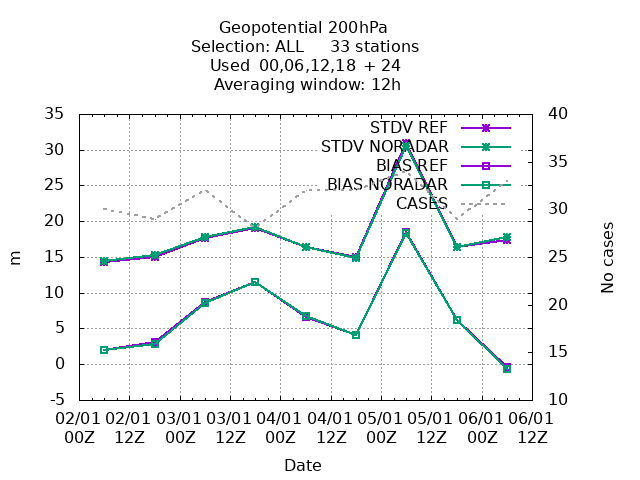 Geopotential 200hPa
Selection: ALL     33 stations
Used  00,06,12,18 + 24
Averaging window: 12h
STDV REF
STDV NORADAR
BIAS REF
BIAS NORADAR
CASES
35
30
25
20
15
10
5
0
-5
m
40
35
30
25
20
15
10
No cases
02/01 02/01 03/01 03/01 04/01 04/01 05/01 05/01 06/01 06/01
00Z 12Z 00Z 12Z 00Z 12Z 00Z 12Z 00Z 12Z
Date